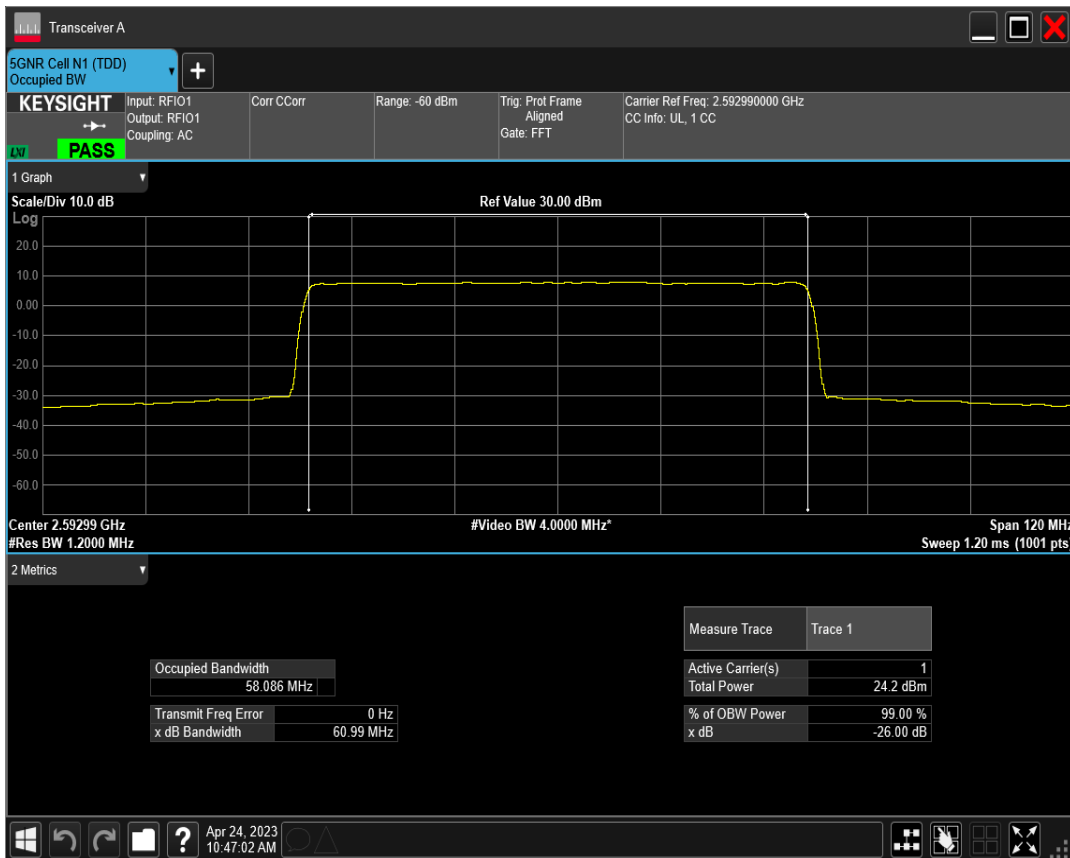 Transceiver A
5GNR Cell N1 (TDD)
Occupied BW
KEYSIGHT
LXI
PASS
Input: RFIO1
Output: RFIO1
Coupling: AC
Corr CCorr
Range: -60 dBm
Trig: Prot Frame
Aligned
Gate: FFT
Carrier Ref Freq: 2.592990000 GHz
CC Info: UL, 1 CC
1 Graph
Scale/Div 10.0 dB
Ref Value 30.00 dBm
Log
20.0
10.0
0.00
-10.0
-20.0
-30.0
-40.0
-50.0
-60.0
Center 2.59299 GHz
#Video BW 4.0000 MHz*
Span 120 MHz
#Res BW 1.2000 MHz
Sweep 1.20 ms (1001 pts)
2 Metrics
Measure Trace Trace 1
Occupied Bandwidth
58.086 MHz
Active Carrier(s) 1
Total Power 24.2 dBm
Transmit Freq Error 0 Hz
x dB Bandwidth 60.99 MHz
% of OBW Power 99.00 %
x dB -26.00 dB
?
Apr 24, 2023
10:47:02 AM